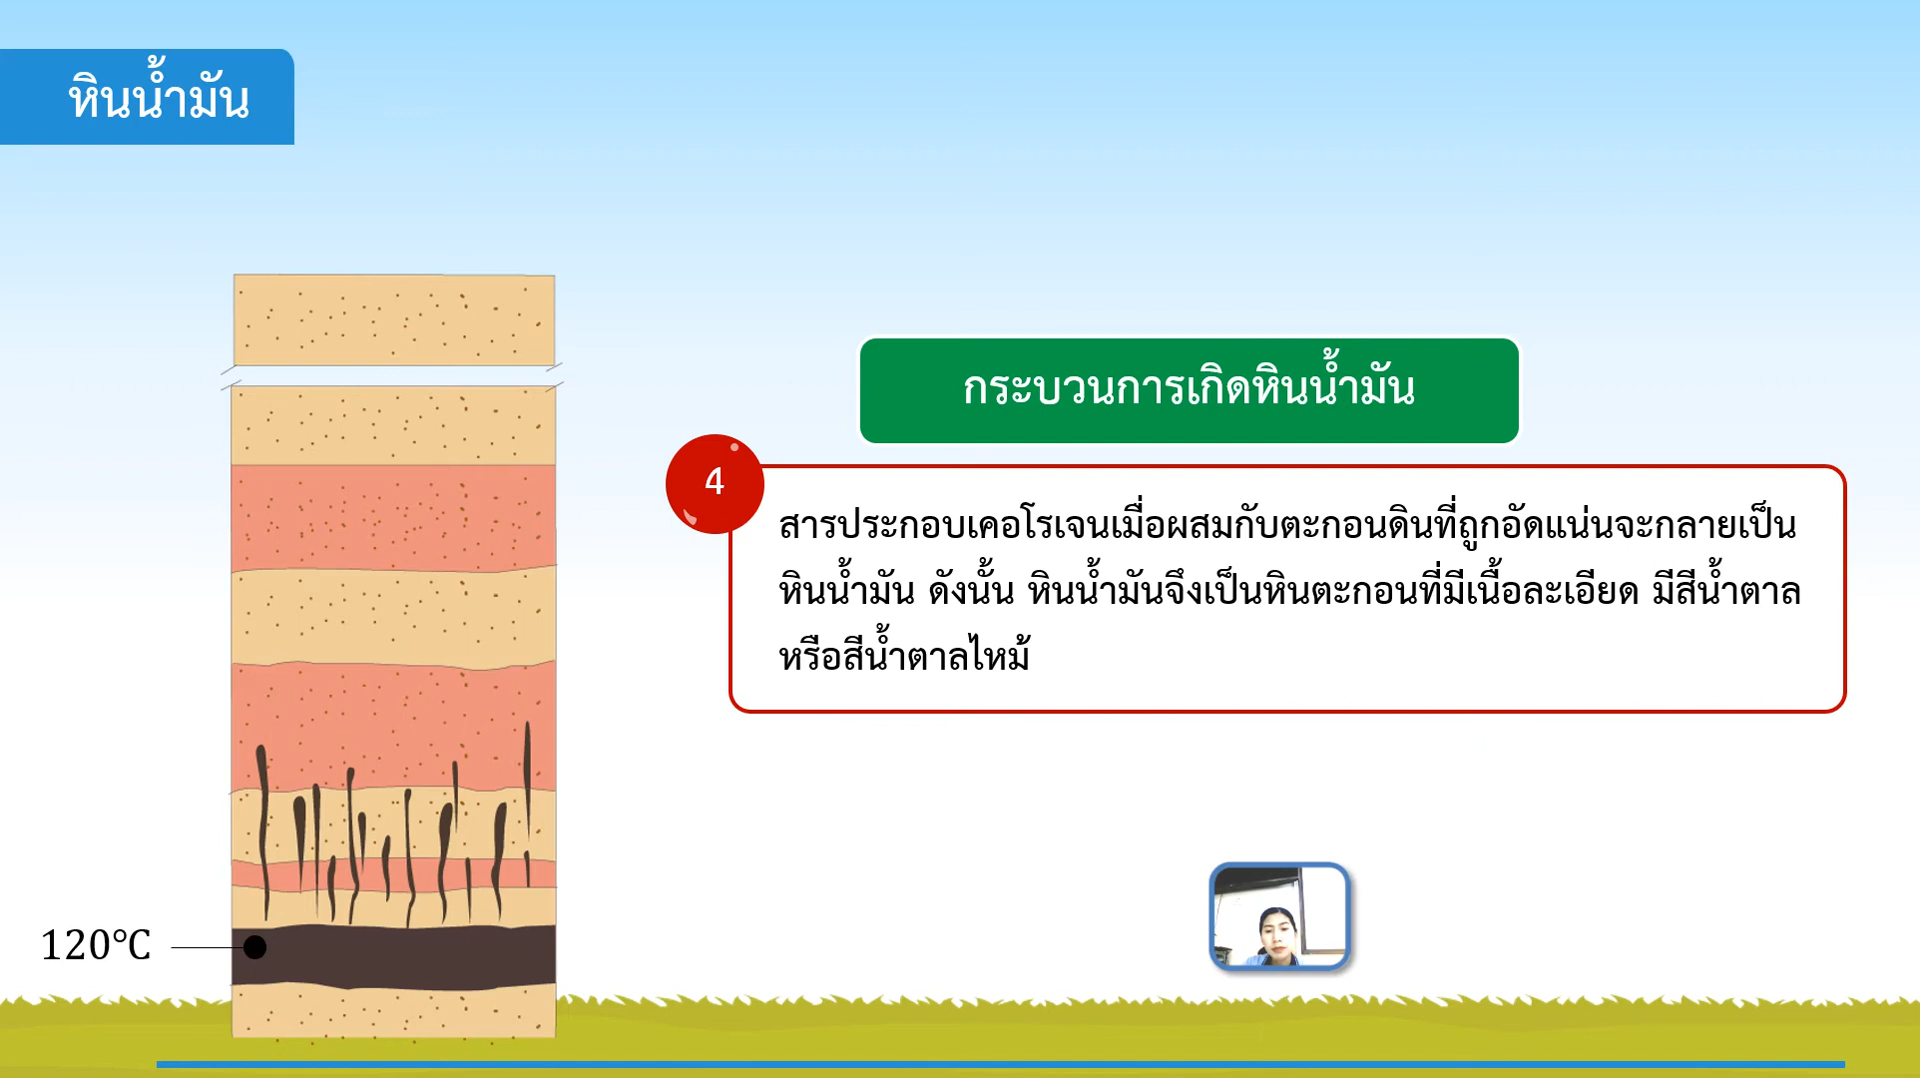 หินน้ำมัน
กระบวนการเกิดหินน้ำมัน
4
สารประกอบเคอโรเจนเมื่อผสมกับตะกอนดินที่ถูกอัดแน่นจะกลายเป็น
หินน้ำมัน ดังนั้น หินน้ำมันจึงเป็นหินตะกอนที่มีเนื้อละเอียด มีสีน้ำตาล
หรือสีน้ำตาลไหม้
120℃